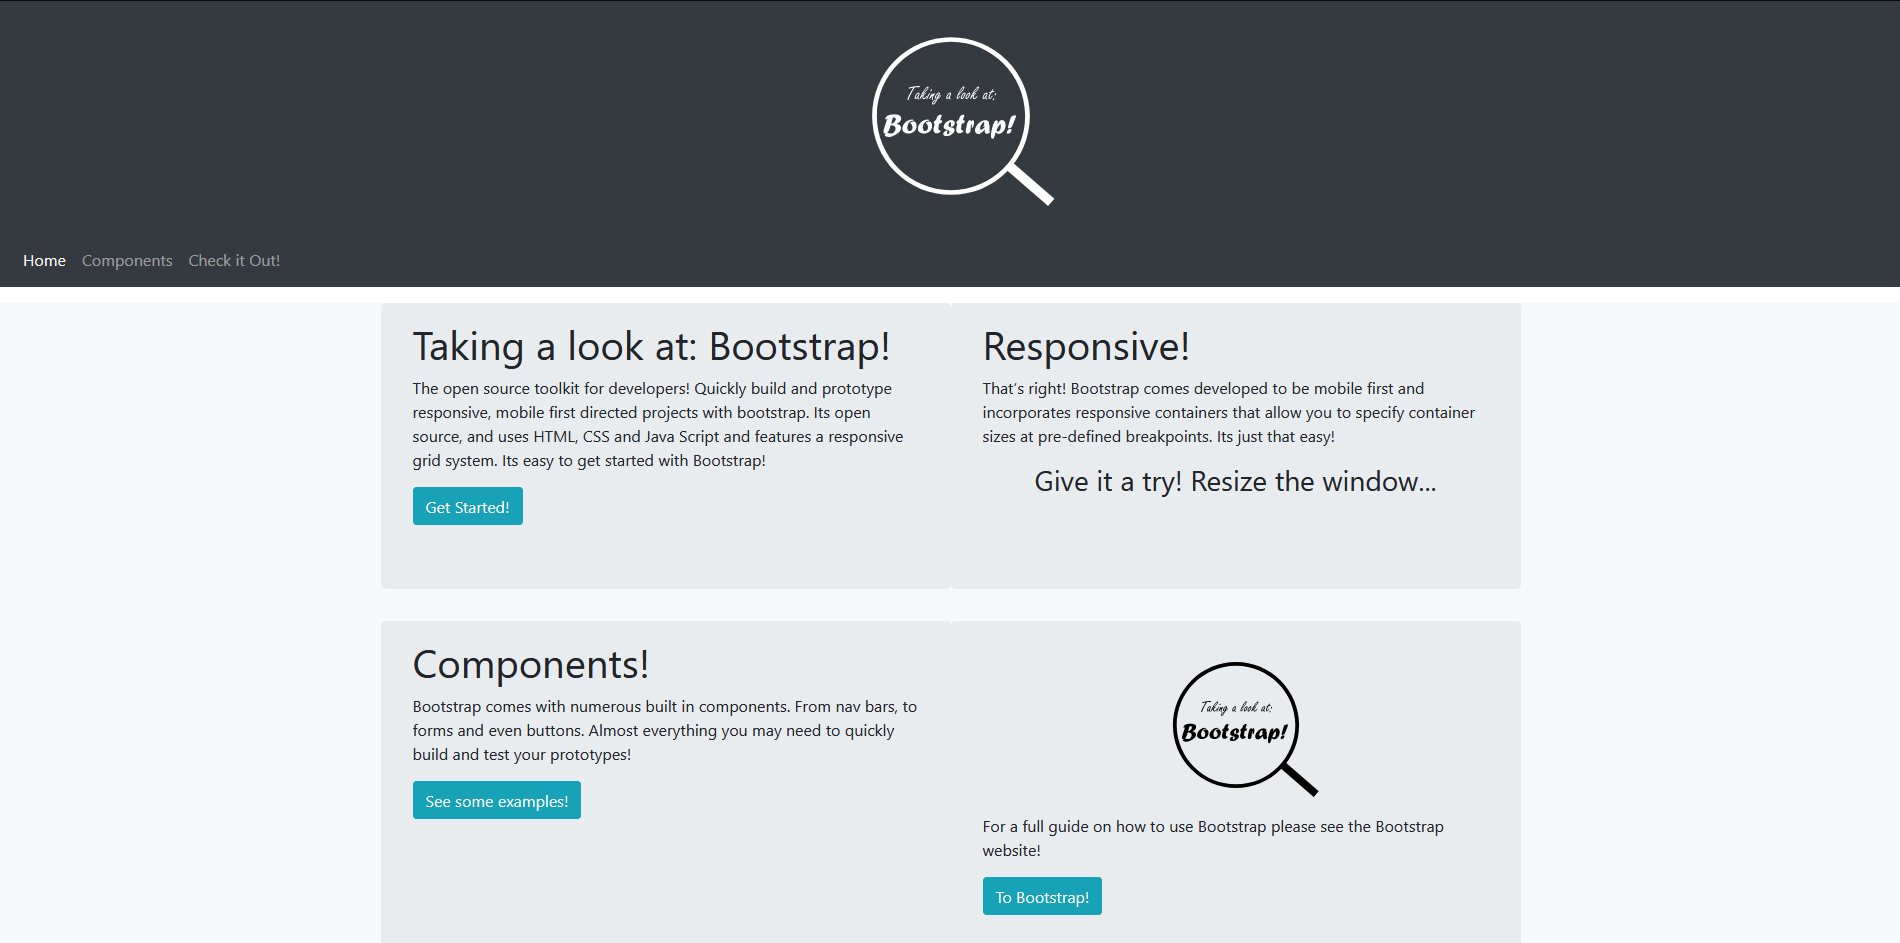 Taking a look at:
Bootstrap!
Home Components Check it Out!
Taking a look at: Bootstrap!
The open source toolkit for developers! Quickly build and prototype
responsive, mobile first directed projects with bootstrap. Its open
source, and uses HTML, CSS and Java Script and features a responsive
grid system. Its easy to get started with Bootstrap!
Get Started!
Responsive!
That's right! Bootstrap comes developed to be mobile first and
incorporates responsive containers that allow you to specify container
sizes at pre-defined breakpoints. Its just that easy!
Give it a try! Resize the window...
Components!
Bootstrap comes with numerous built in components. From nav bars, to
forms and even buttons. Almost everything you may need to quickly
build and test your prototypes!
See some examples!
Taking a look at:
Bootstrap!
For a full guide on how to use Bootstrap please see the Bootstrap
website!
To Bootstrap!